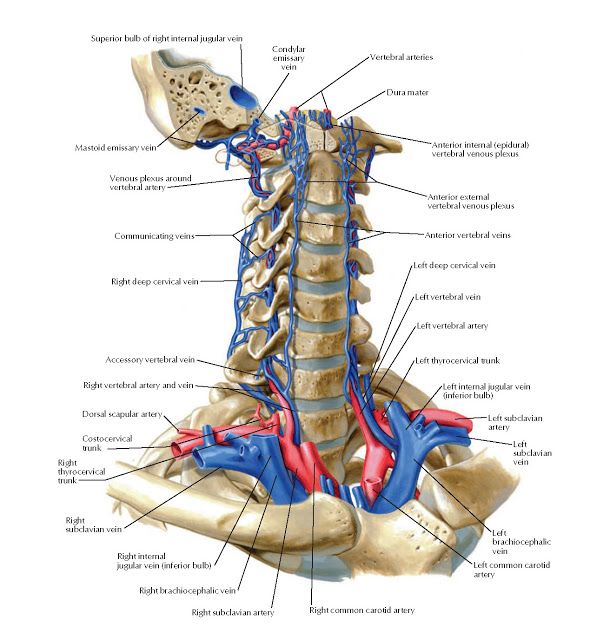 Superior bulb of right internal jugular vein
Condylar
emissary
vein
Vertebral arteries
Dura mater
Mastoid emissary vein
Anterior internal (epidural)
vertebral venous plexus
Venous plexus around
vertebral artery
Anterior external
vertebral venous plexus
Communicating veins
Anterior vertebral veins
Left deep cervical vein
Right deep cervical vein
Left vertebral vein
Left vertebral artery
Accessory vertebral vein
Left thyrocervical trunk
Right vertebral artery and vein
Left internal jugular vein
(inferior bulb)
Dorsal scapular artery
Left subclavian
artery
Costocervical
trunk
Left
subclavian
vein
Right
thyrocervical
trunk
Right
subclavian vein
Left
brachiocephalic
vein
Right internal
jugular vein (inferior bulb)
Left common carotid
artery
Right brachiocephalic vein
Right subclavian artery
Right common carotid artery